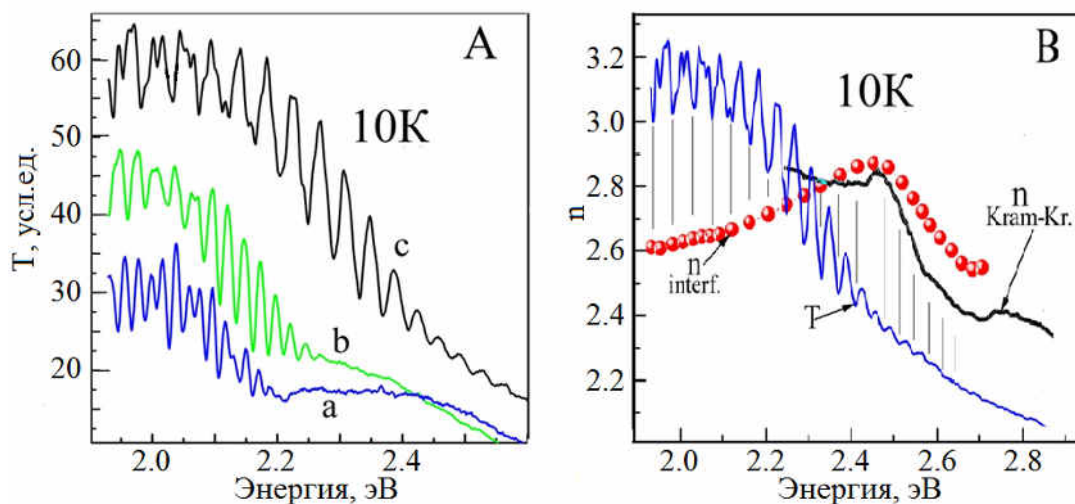 A
10K
T, усл.ед.
60
50
40
30
20
c
b
a
2.0
2.2
2.4
Энергия, эВ
B
10K
n
3.2
3.0
2.8
2.6
2.4
2.2
n
interf.
n
Kram-Kr.
T
2.0
2.2
2.4
2.6
2.8
Энергия, эВ